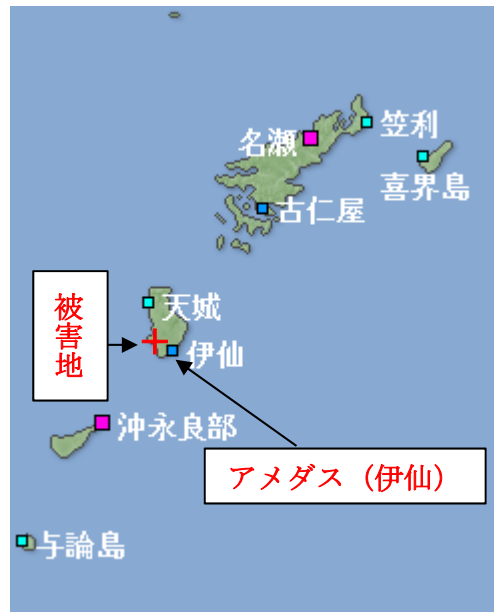 笠利
名瀬
喜界島
古仁屋
被害地
天城
伊仙
沖永良部
アメダス（伊仙）
与論島